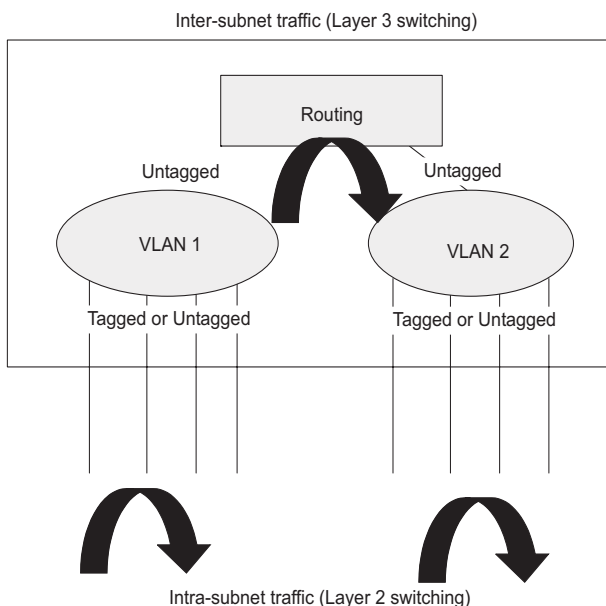 Inter-subnet traffic (Layer 3 switching)
Routing
Untagged
Untagged
VLAN 1
VLAN 2
Tagged or Untagged
Tagged or Untagged
Intra-subnet traffic (Layer 2 switching)